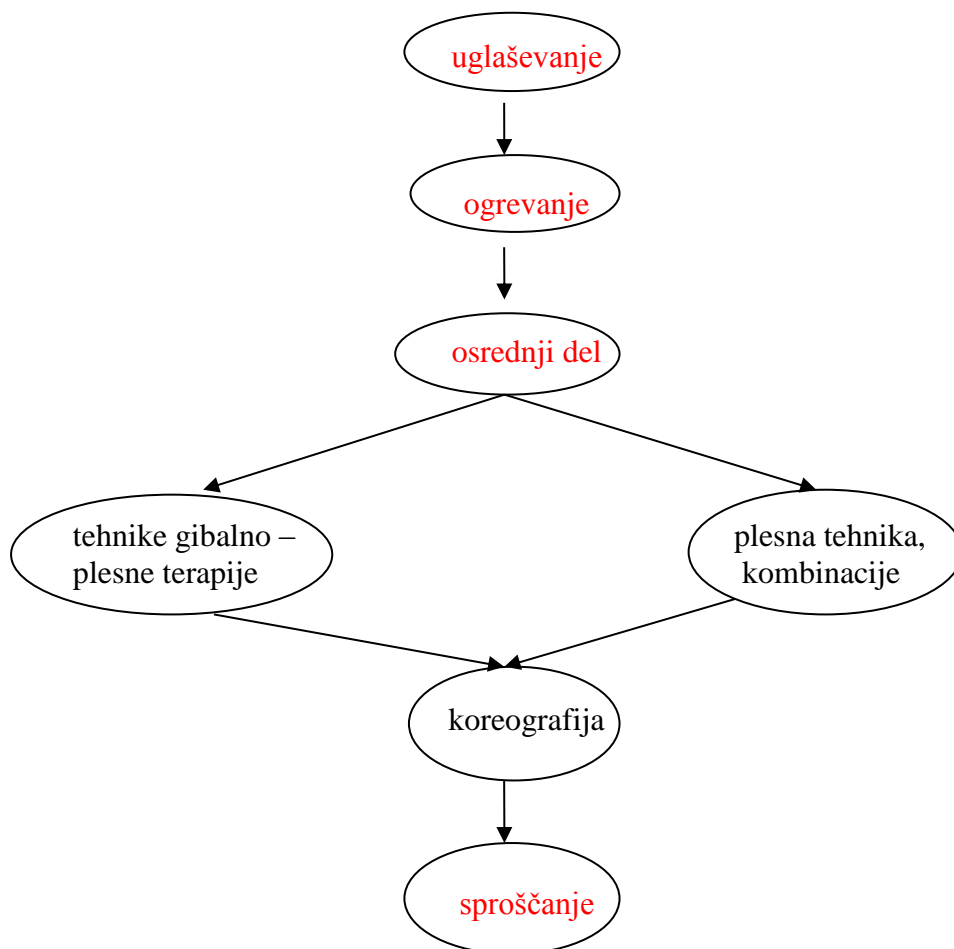 uglaševanje
ogrevanje
osrednji del
tehnike gibalno –
plesne terapije
plesna tehnika,
kombinacije
koreografija
sproščanje